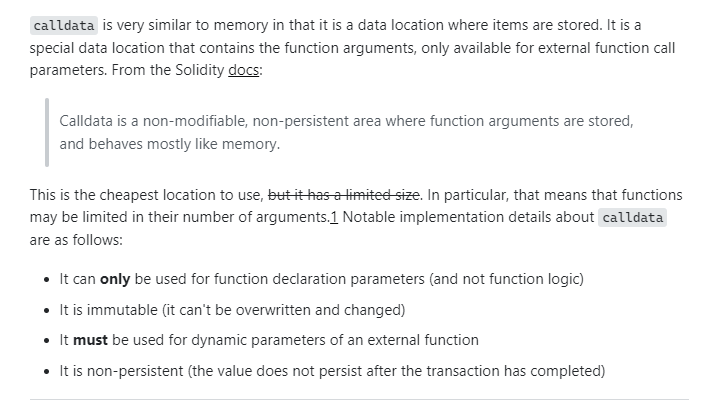 calldata is very similar to memory in that it is a data location where items are stored. It is a
special data location that contains the function arguments, only available for external function call
parameters. From the Solidity docs:
Calldata is a non-modifiable, non-persistent area where function arguments are stored,
and behaves mostly like memory.
This is the cheapest location to use, but it has a limited size. In particular, that means that functions
may be limited in their number of arguments.1 Notable implementation details about calldata
are as follows:
• It can only be used for function declaration parameters (and not function logic)
• It is immutable (it can't be overwritten and changed)
• It must be used for dynamic parameters of an external function
• It is non-persistent (the value does not persist after the transaction has completed)